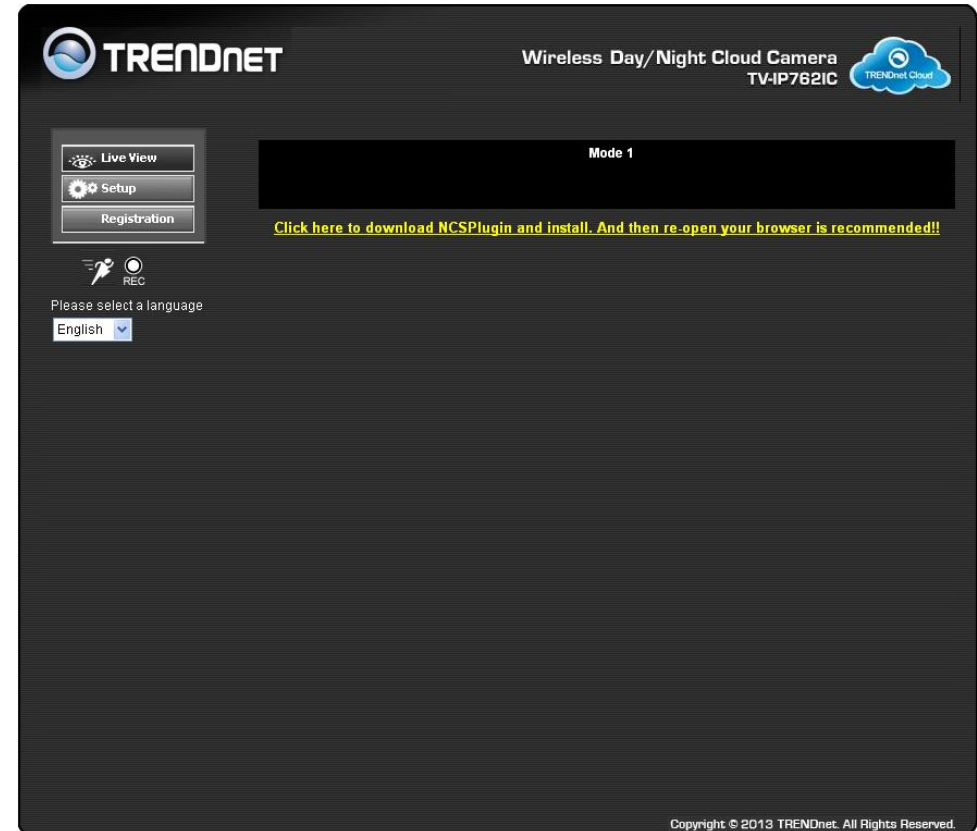 TRENDNET
Wireless Day/Night Cloud Camera
TV-IP762IC
TRENDnet Cloud
Live View
Setup
Registration
REC
Please select a language
English
Mode 1
Click here to download NCSPlugin and install. And then re-open your browser is recommended!!
Copyright © 2013 TRENDnet. All Rights Reserved.